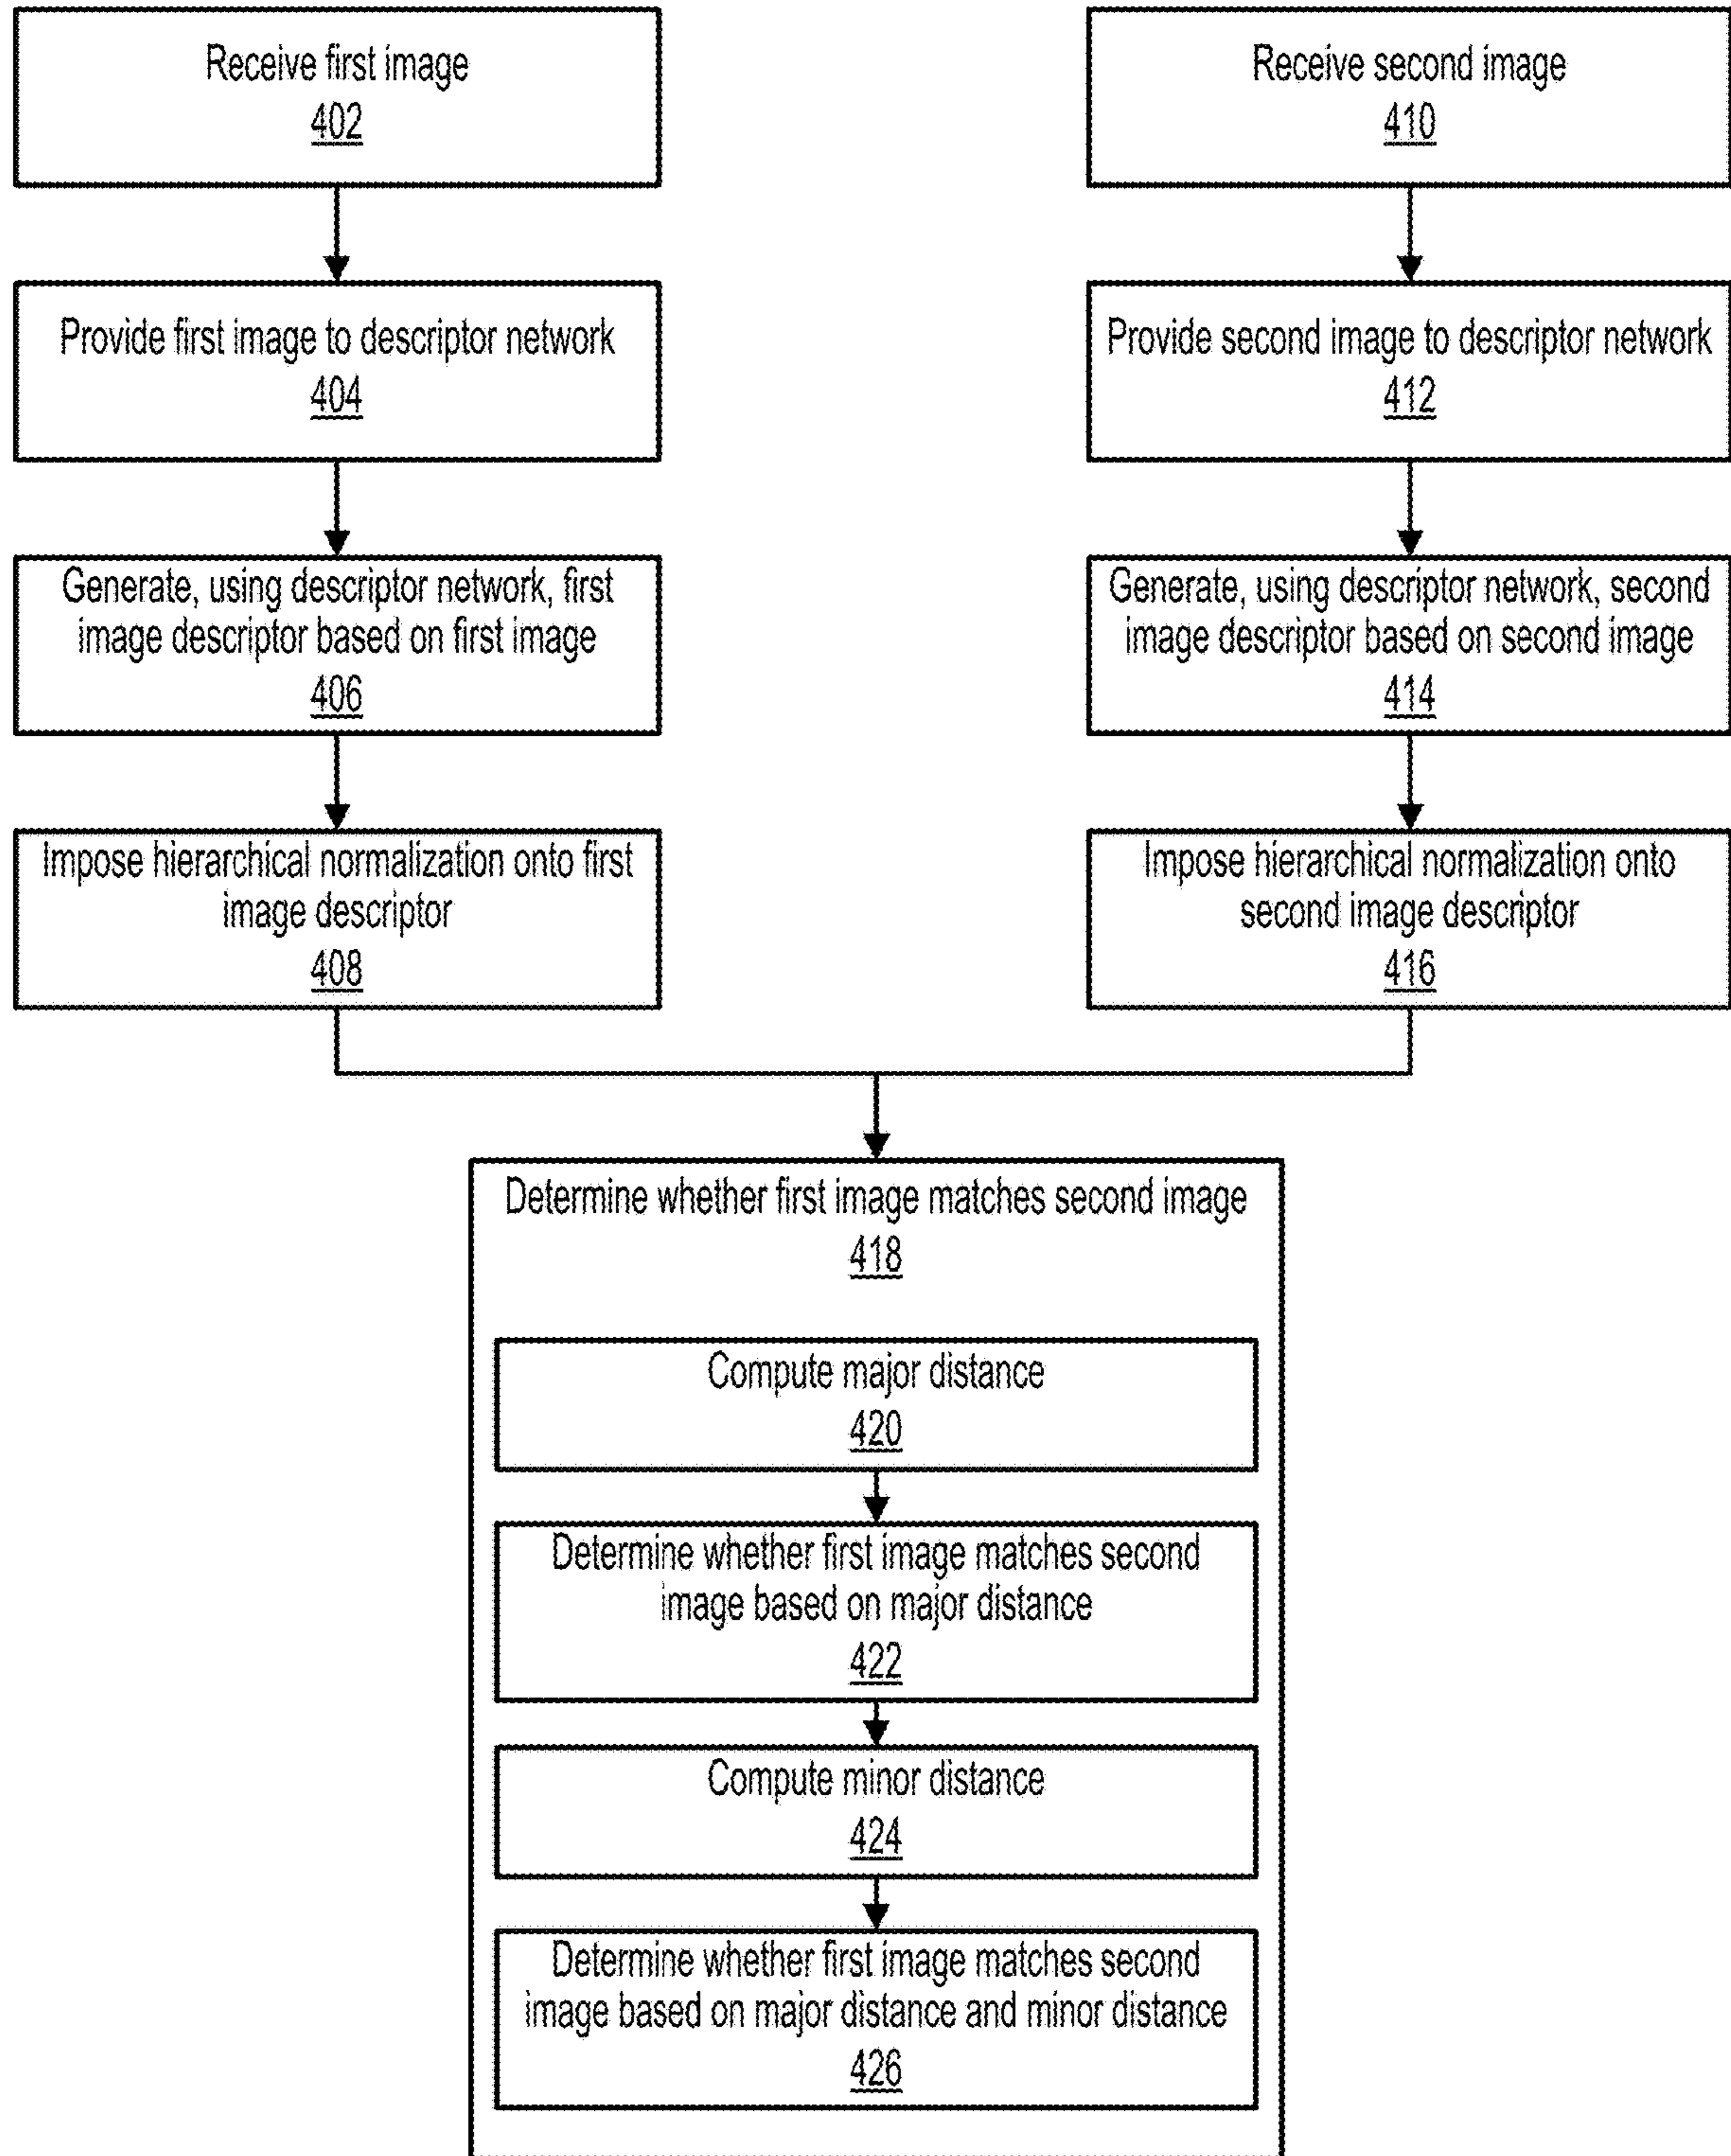 Receive first image
402
Provide first image to descriptor network
404
Generate, using descriptor network, first
image descriptor based on first image
406
Impose hierarchical normalization onto first
image descriptor
408
Receive second image
410
Provide second image to descriptor network
412
Generate, using descriptor network, second
image descriptor based on second image
414
Impose hierarchical normalization onto
second image descriptor
416
Determine whether first image matches second image
418
Compute major distance
420
Determine whether first image matches second
image based on major distance
422
Compute minor distance
424
Determine whether first image matches second
image based on major distance and minor distance
426